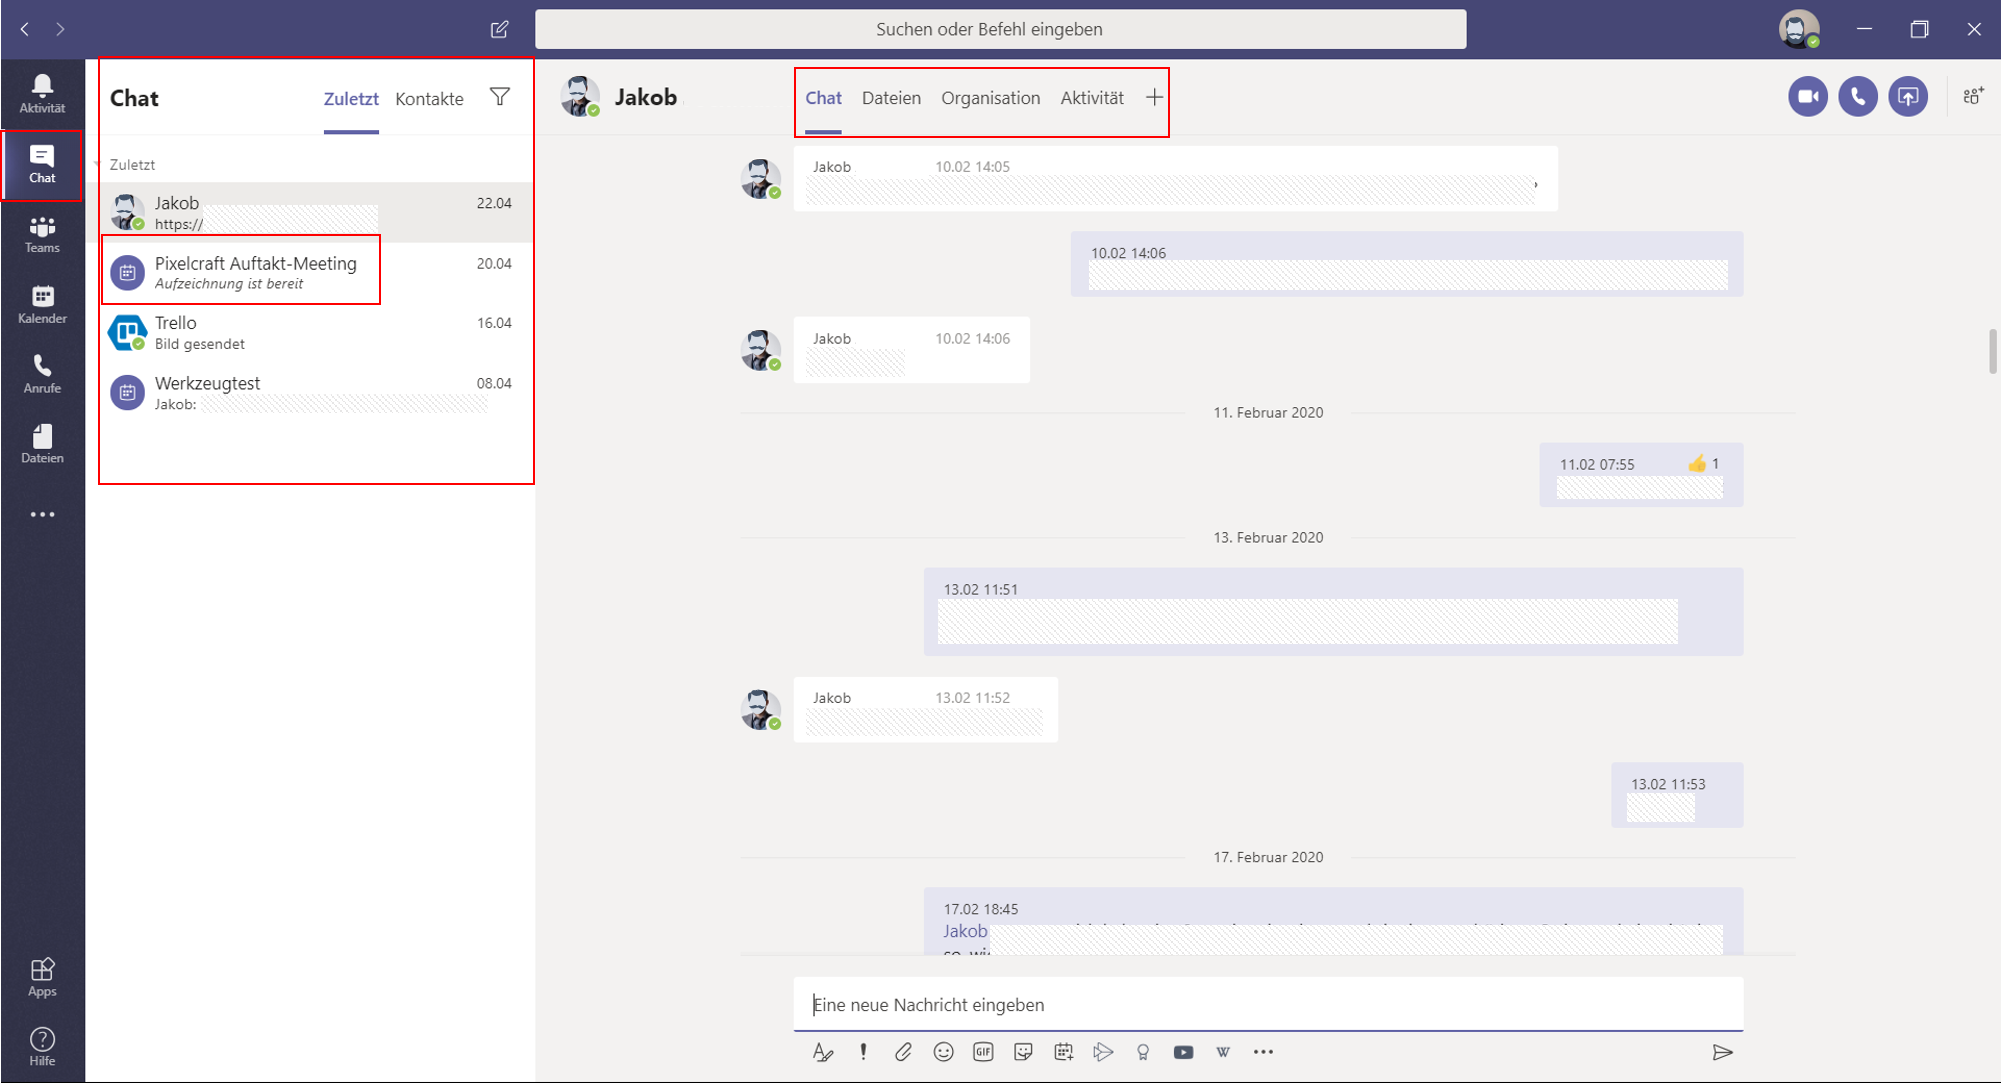 Suchen oder Befehl eingeben
Aktivität
Chat
Teams
Kalender
Anrufe
Dateien
Apps
Hilfe
Chat
Zuletzt
Kontakte
Zuletzt
Jakob
22.04
https://
Pixelcraft Auftakt-Meeting
20.04
Aufzeichnung ist bereit
Trello
16.04
Bild gesendet
Werkzeugtest
08.04
Jakob:
Jakob
Chat
Dateien
Organisation
Aktivität
Jakob
10.02 14:05
10.02 14:06
Jakob
10.02 14:06
11. Februar 2020
11.02 07:55
1
13. Februar 2020
13.02 11:51
Jakob
13.02 11:52
13.02 11:53
17. Februar 2020
17.02 18:45
Jakob
Eine neue Nachricht eingeben
GIF
W